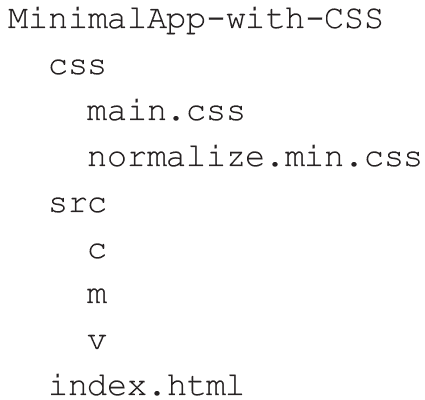 MinimalApp-with-CSS
css
main.css
normalize.min.css
src
c
m
v
index.html